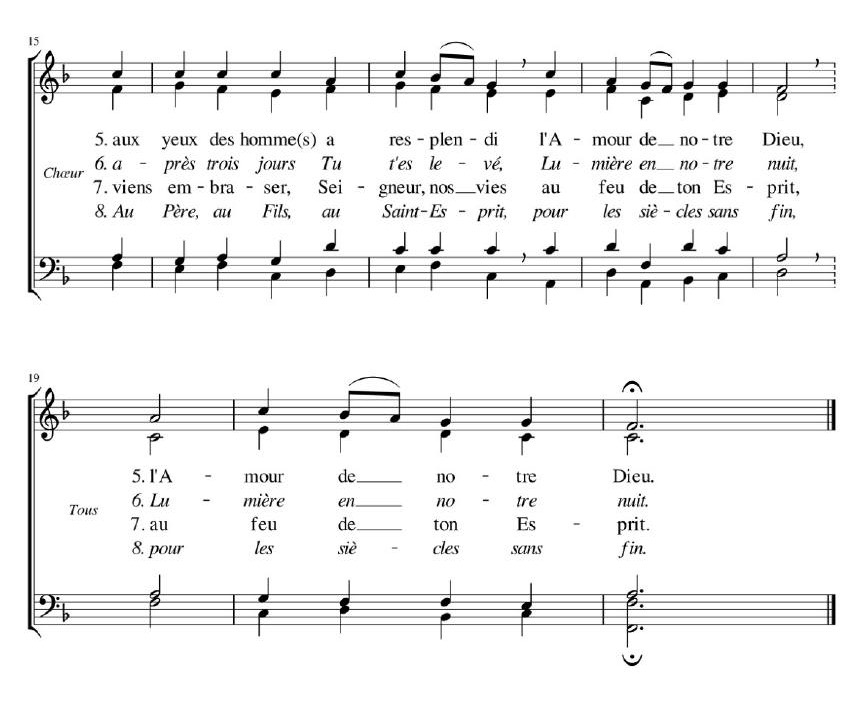 15
5. aux yeux des homme(s) a res - plen - di l'A - mour de no - tre Dieu,
6. a - près trois jours Tu t'es le - vé, Lu - mière en no - tre nuit,
Chœur
7. viens em - bra - ser, Sei - gneur, nos vies au feu de ton Es - prit,
8. Au Père, au Fils, au Saint-Es - prit, pour les siè - cles sans fin,
19
5. l'A - mour de no - tre Dieu.
6. Lu - mière en no - tre nuit.
Tous
7. au feu de ton Es - prit.
8. pour les siè - cles sans fin.